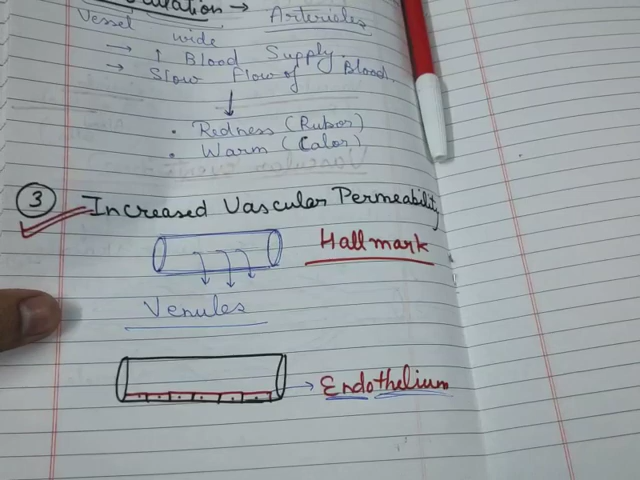 → Arterioles
Vessel wide
→ ↑ Blood Supply
→ Slow Flow of Blood
↓
• Redness (Rubor)
• Warm (Calor)
③ Increased Vascular Permeability
Hallmark
Venules
→ Endothelium